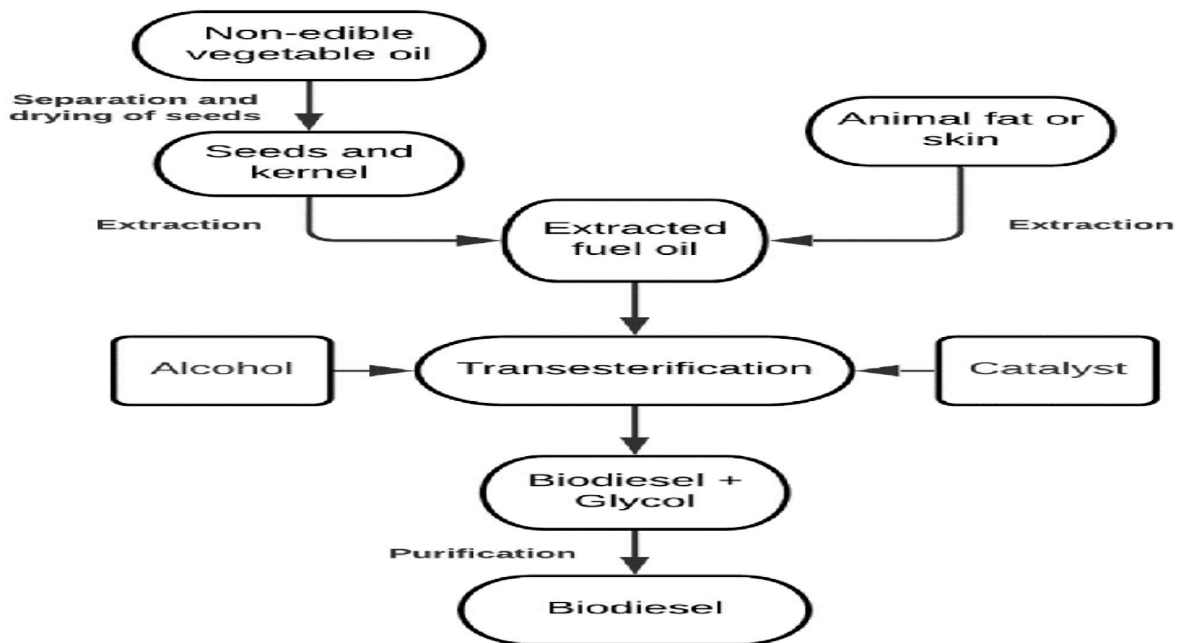 Non-edible
vegetable oil
Separation and
drying of seeds
Animal fat or
skin
Seeds and
kernel
Extraction
Extracted
fuel oil
Extraction
Alcohol
Transesterification
Catalyst
Biodiesel +
Glycol
Purification
Biodiesel